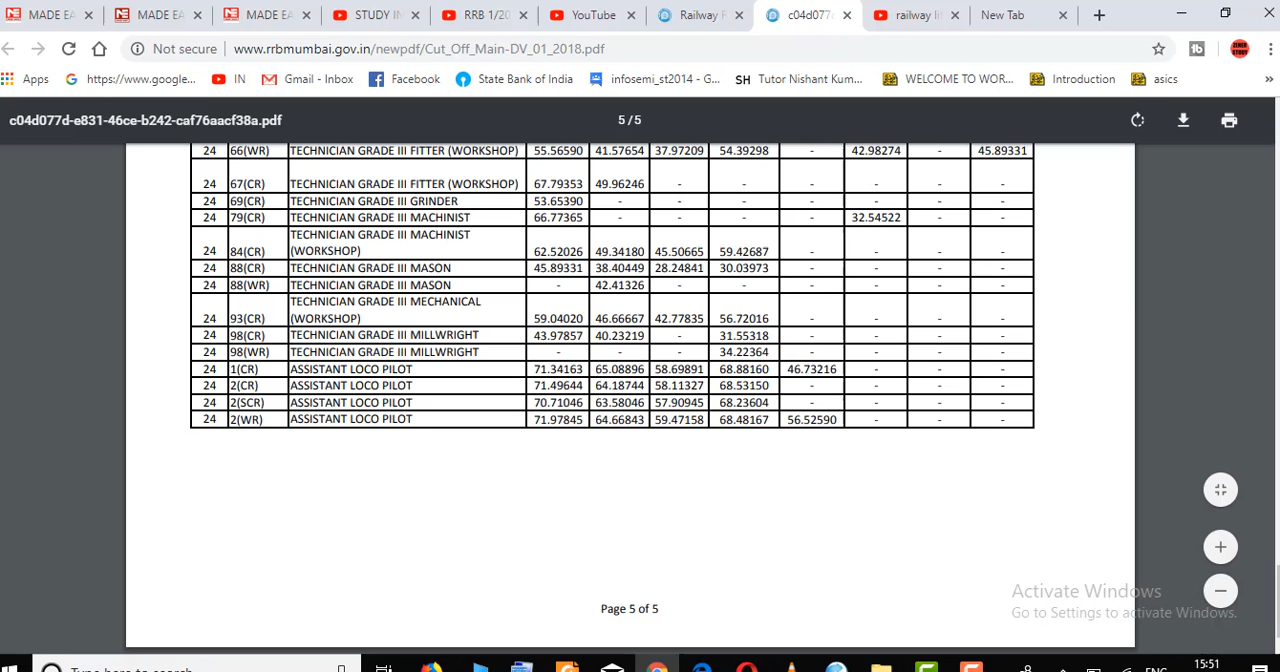 MADE EA MADE EA MADE EA STUDY IN RRB 1/20 YouTube Railway R c04d077d railway li New Tab
Not secure www.rrbmumbai.gov.in/newpdf/Cut_Off_Main-DV_01_2018.pdf
Apps https://www.google... IN Gmail - Inbox Facebook State Bank of India infosemi_st2014 - G... SH Tutor Nishant Kum... WELCOME TO WOR... Introduction asics »
c04d077d-e831-46ce-b242-caf76aacf38a.pdf 5 / 5
24 66(WR) TECHNICIAN GRADE III FITTER (WORKSHOP) 55.56590 41.57654 37.97209 54.39298 - 42.98274 - 45.89331
24 67(CR) TECHNICIAN GRADE III FITTER (WORKSHOP) 67.79353 49.96246 - - - - - -
24 69(CR) TECHNICIAN GRADE III GRINDER 53.65390 - - - - - - -
24 79(CR) TECHNICIAN GRADE III MACHINIST 66.77365 - - - - 32.54522 - -
TECHNICIAN GRADE III MACHINIST
24 84(CR) (WORKSHOP) 62.52026 49.34180 45.50665 59.42687 - - - -
24 88(CR) TECHNICIAN GRADE III MASON 45.89331 38.40449 28.24841 30.03973 - - - -
24 88(WR) TECHNICIAN GRADE III MASON - 42.41326 - - - - - -
TECHNICIAN GRADE III MECHANICAL
24 93(CR) (WORKSHOP) 59.04020 46.66667 42.77835 56.72016 - - - -
24 98(CR) TECHNICIAN GRADE III MILLWRIGHT 43.97857 40.23219 - 31.55318 - - - -
24 98(WR) TECHNICIAN GRADE III MILLWRIGHT - - - 34.22364 - - - -
24 1(CR) ASSISTANT LOCO PILOT 71.34163 65.08896 58.69891 68.88160 46.73216 - - -
24 2(CR) ASSISTANT LOCO PILOT 71.49644 64.18744 58.11327 68.53150 - - - -
24 2(SCR) ASSISTANT LOCO PILOT 70.71046 63.58046 57.90945 68.23604 - - - -
24 2(WR) ASSISTANT LOCO PILOT 71.97845 64.66843 59.47158 68.48167 56.52590 - - -
Activate Windows
Page 5 of 5 Go to Settings to activate Windows.
Type here to search ENG 15:51